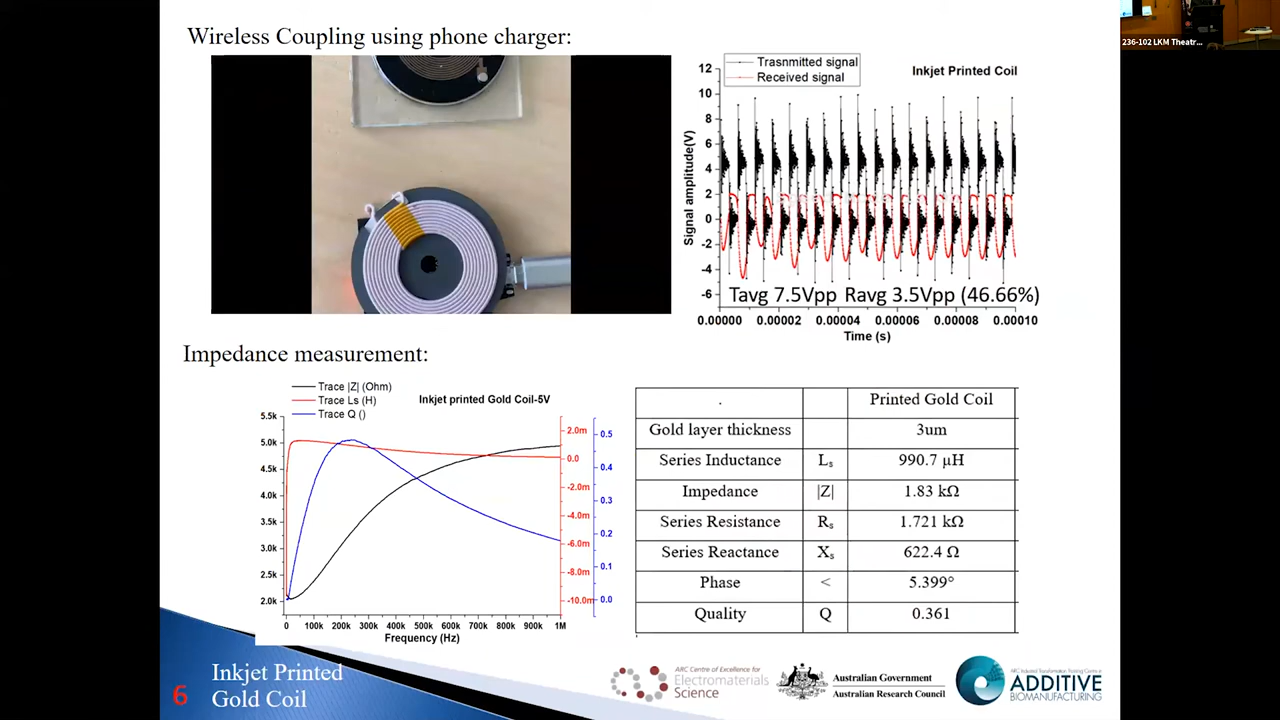 Wireless Coupling using phone charger:
236-102 LKM Theatr...
Trasnmitted signal
Received signal
Inkjet Printed Coil
12
10
8
6
4
2
0
-2
-4
-6
Signal amplitude(V)
Tavg 7.5Vpp Ravg 3.5Vpp (46.66%)
0.00000 0.00002 0.00004 0.00006 0.00008 0.00010
Time (s)
Impedance measurement:
Trace |Z| (Ohm)
Trace Ls (H)
Trace Q ()
Inkjet printed Gold Coil-5V
5.5k
5.0k
4.5k
4.0k
3.5k
3.0k
2.5k
2.0k
2.0m
0.0
-2.0m
-4.0m
-6.0m
-8.0m
-10.0m
0.5
0.4
0.3
0.2
0.1
0.0
0 100k 200k 300k 400k 500k 600k 700k 800k 900k 1M
Frequency (Hz)
Printed Gold Coil
Gold layer thickness 3um
Series Inductance Ls 990.7 µH
Impedance |Z| 1.83 kΩ
Series Resistance Rs 1.721 kΩ
Series Reactance Xs 622.4 Ω
Phase < 5.399°
Quality Q 0.361
6
Inkjet Printed
Gold Coil
ARC Centre of Excellence for
Electromaterials
Science
Australian Government
Australian Research Council
ARC Industrial Transformation Training Centre in
ADDITIVE
BIOMANUFACTURING